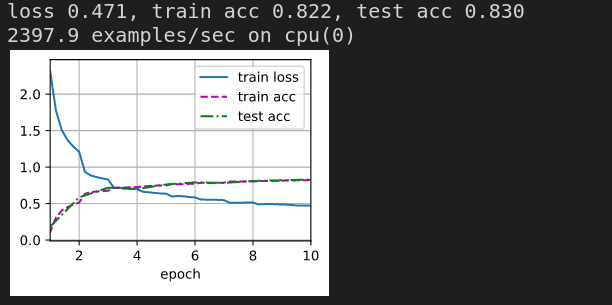 loss 0.471, train acc 0.822, test acc 0.830
2397.9 examples/sec on cpu(0)
train loss
train acc
test acc
2.0
1.5
1.0
0.5
0.0
2 4 6 8 10
epoch